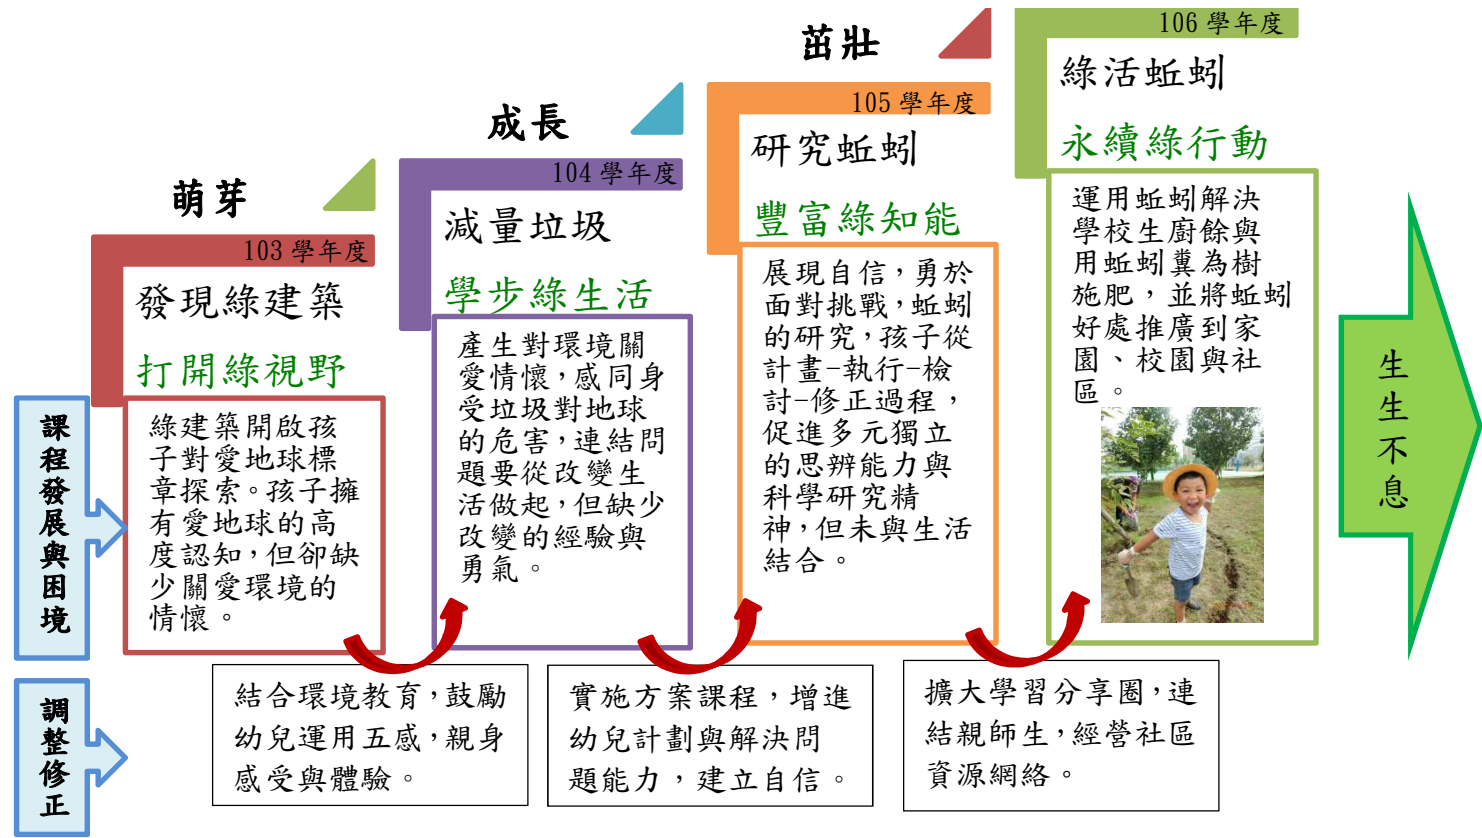 萌芽
103 學年度
發現綠建築
打開綠視野
綠建築開啟孩
子對愛地球標
章探索。孩子擁
有愛地球的高
度認知，但卻缺
少關愛環境的
情懷。
成長
104 學年度
減量垃圾
學步綠生活
產生對環境關
愛情懷，感同身
受垃圾對地球
的危害，連結問
題要從改變生
活做起，但缺少
改變的經驗與
勇氣。
茁壯
105 學年度
研究蚯蚓
豐富綠知能
展現自信，勇於
面對挑戰，蚯蚓
的研究，孩子從
計畫-執行-檢
討-修正過程，
促進多元獨立
的思辨能力與
科學研究精
神，但未與生活
結合。
106 學年度
綠活蚯蚓
永續綠行動
運用蚯蚓解決
學校生廚餘與
用蚯蚓糞為樹
施肥，並將蚯蚓
好處推廣到家
園、校園與社
區。
生生不息
課程發展與困境
調整修正
結合環境教育，鼓勵
幼兒運用五感，親身
感受與體驗。
實施方案課程，增進
幼兒計劃與解決問
題能力，建立自信。
擴大學習分享圈，連
結親師生，經營社區
資源網絡。